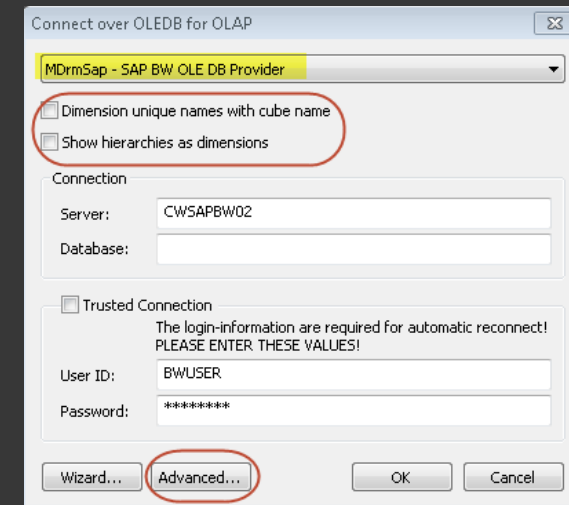 Connect over OLEDB for OLAP
MDrmSap - SAP BW OLE DB Provider
Dimension unique names with cube name
Show hierarchies as dimensions
Connection
Server: CWSAPBW02
Database:
Trusted Connection
The login-information are required for automatic reconnect!
PLEASE ENTER THESE VALUES!
User ID: BWUSER
Password: ********
Wizard... Advanced... OK Cancel